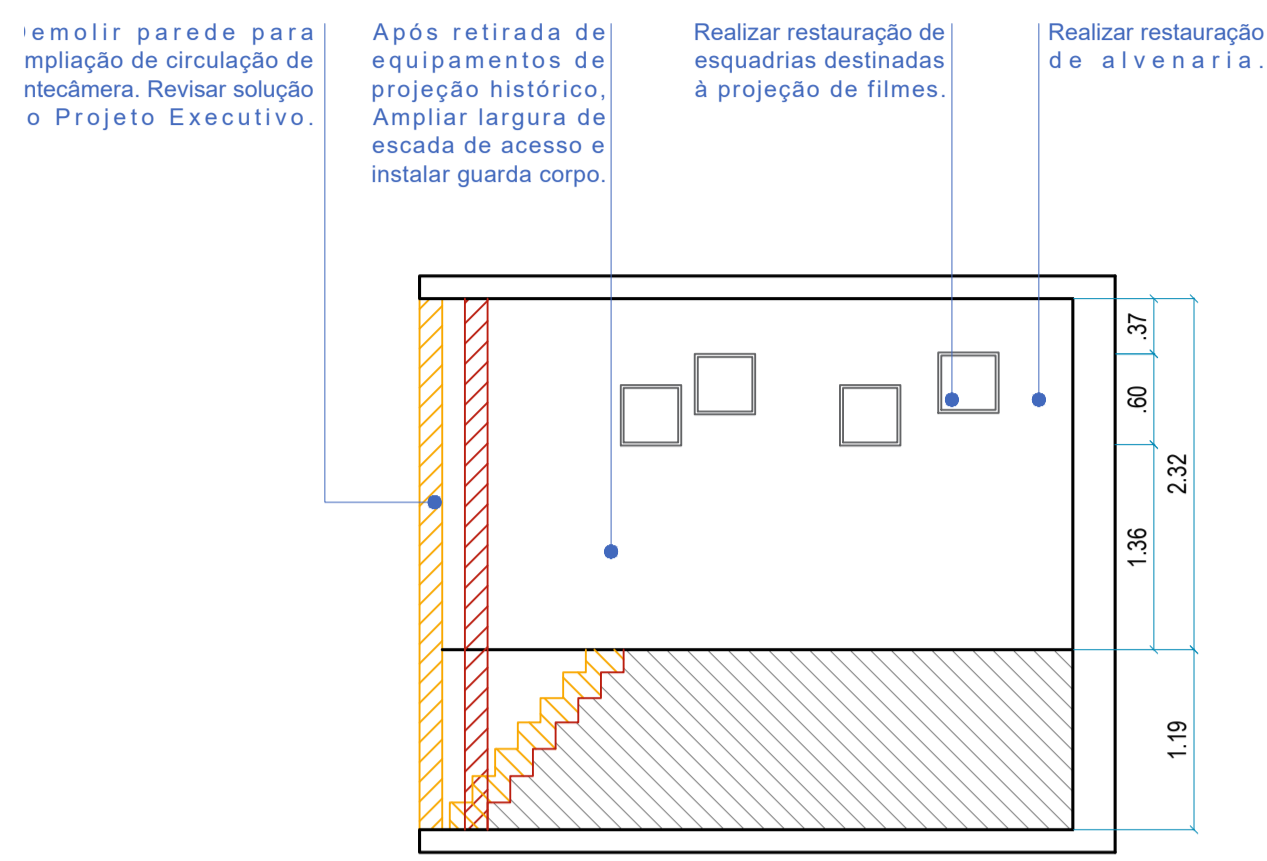 emolir parede para
mpliação de circulação de
ntecâmera. Revisar solução
o Projeto Executivo.
Após retirada de
equipamentos de
projeção histórico,
Ampliar largura de
escada de acesso e
instalar guarda corpo.
Realizar restauração de
esquadrias destinadas
à projeção de filmes.
Realizar restauração
de alvenaria.
.37
.60
2.32
1.36
1.19